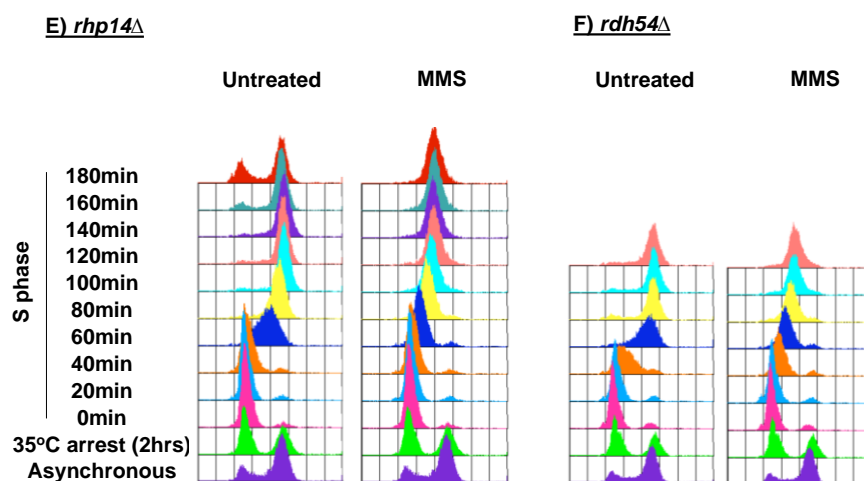 E) rhp14Δ
F) rdh54Δ
Untreated
MMS
Untreated
MMS
S phase
180min
160min
140min
120min
100min
80min
60min
40min
20min
0min
35ºC arrest (2hrs)
Asynchronous